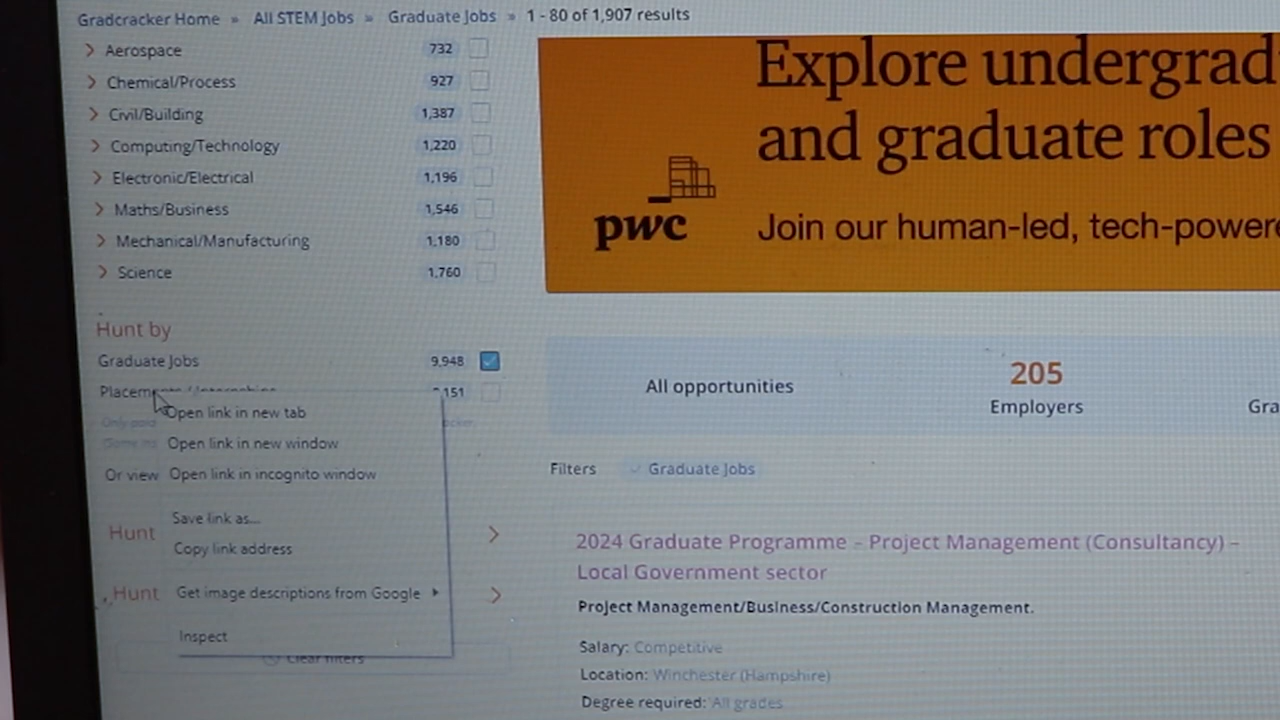 Gradcracker Home » All STEM Jobs » Graduate Jobs » 1 - 80 of 1,907 results
Aerospace 732
Chemical/Process 927
Civil/Building 1,387
Computing/Technology 1,220
Electronic/Electrical 1,196
Maths/Business 1,546
Mechanical/Manufacturing 1,180
Science 1,760
Hunt by
Graduate Jobs 9,948
Placements / Internships 151
Open link in new tab
Open link in new window
Or view
Open link in incognito window
Hunt
Save link as...
Copy link address
Hunt
Get image descriptions from Google
Inspect
Clear filters
Explore undergrad
and graduate roles
pwc
Join our human-led, tech-powere
All opportunities
205
Employers
Gra
Filters
Graduate Jobs
2024 Graduate Programme – Project Management (Consultancy) –
Local Government sector
Project Management/Business/Construction Management.
Salary: Competitive
Location: Winchester (Hampshire)
Degree required: All grades